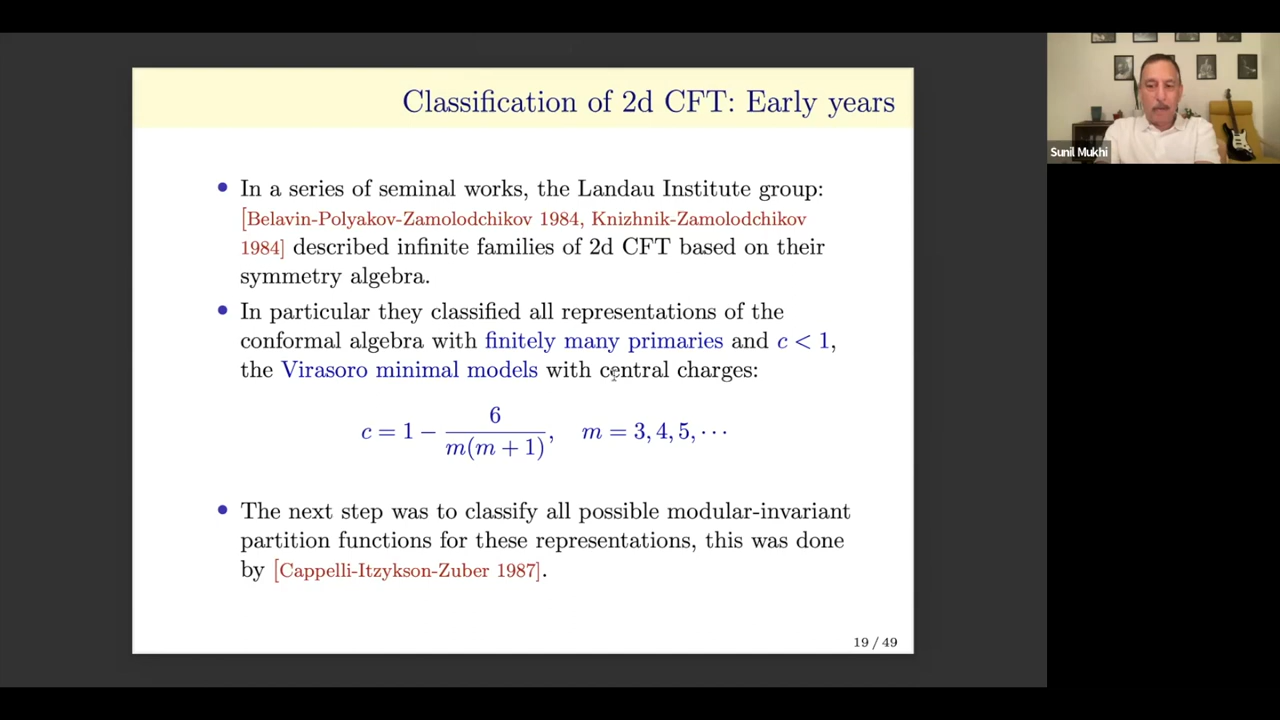 Classification of 2d CFT: Early years
• In a series of seminal works, the Landau Institute group:
[Belavin-Polyakov-Zamolodchikov 1984, Knizhnik-Zamolodchikov
1984] described infinite families of 2d CFT based on their
symmetry algebra.
• In particular they classified all representations of the
conformal algebra with finitely many primaries and c < 1,
the Virasoro minimal models with central charges:
c = 1 − 6/(m(m + 1)), m = 3, 4, 5, ⋯
• The next step was to classify all possible modular-invariant
partition functions for these representations, this was done
by [Cappelli-Itzykson-Zuber 1987].
19 / 49
Sunil Mukhi